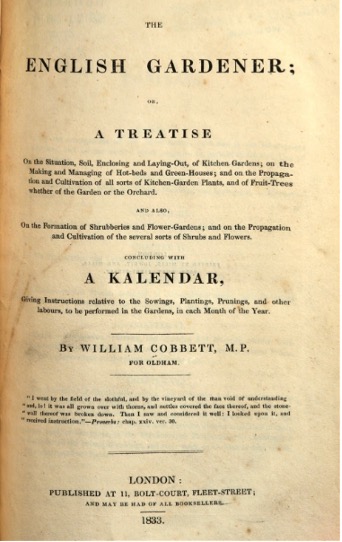 THE
ENGLISH GARDENER;
OR,
A TREATISE
On the Situation, Soil, Enclosing and Laying-Out, of Kitchen Gardens; on the
Making and Managing of Hot-beds and Green-Houses; and on the Propaga-
tion and Cultivation of all sorts of Kitchen-Garden Plants, and of Fruit-Trees
whether of the Garden or the Orchard.
AND ALSO,
On the Formation of Shrubberies and Flower-Gardens; and on the Propagation
and Cultivation of the several sorts of Shrubs and Flowers.
CONCLUDING WITH
A KALENDAR,
Giving Instructions relative to the Sowings, Plantings, Prunings, and other
labours, to be performed in the Gardens, in each Month of the Year.
BY WILLIAM COBBETT, M.P.
FOR OLDHAM.
"I went by the field of the slothful, and by the vineyard of the man void of understanding
"and, lo! it was all grown over with thorns, and nettles covered the face thereof, and the stone-
"wall thereof was broken down. Then I saw and considered it well: I looked upon it, and
"received instruction."—Proverbs: chap. xxiv. ver. 30.
LONDON:
PUBLISHED AT 11, BOLT-COURT, FLEET-STREET;
AND MAY BE HAD OF ALL BOOKSELLERS.
1833.